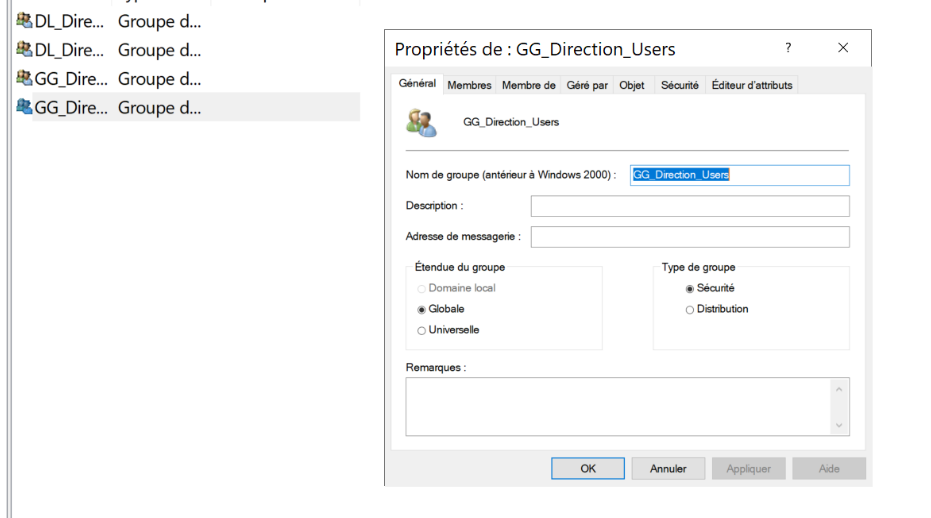 DL_Dire... Groupe d...
DL_Dire... Groupe d...
GG_Dire... Groupe d...
GG_Dire... Groupe d...
Propriétés de : GG_Direction_Users ? ×
Général Membres Membre de Géré par Objet Sécurité Éditeur d'attributs
GG_Direction_Users
Nom de groupe (antérieur à Windows 2000) : GG_Direction_Users
Description :
Adresse de messagerie :
Étendue du groupe Type de groupe
Domaine local Sécurité
Globale Distribution
Universelle
Remarques :
OK Annuler Appliquer Aide